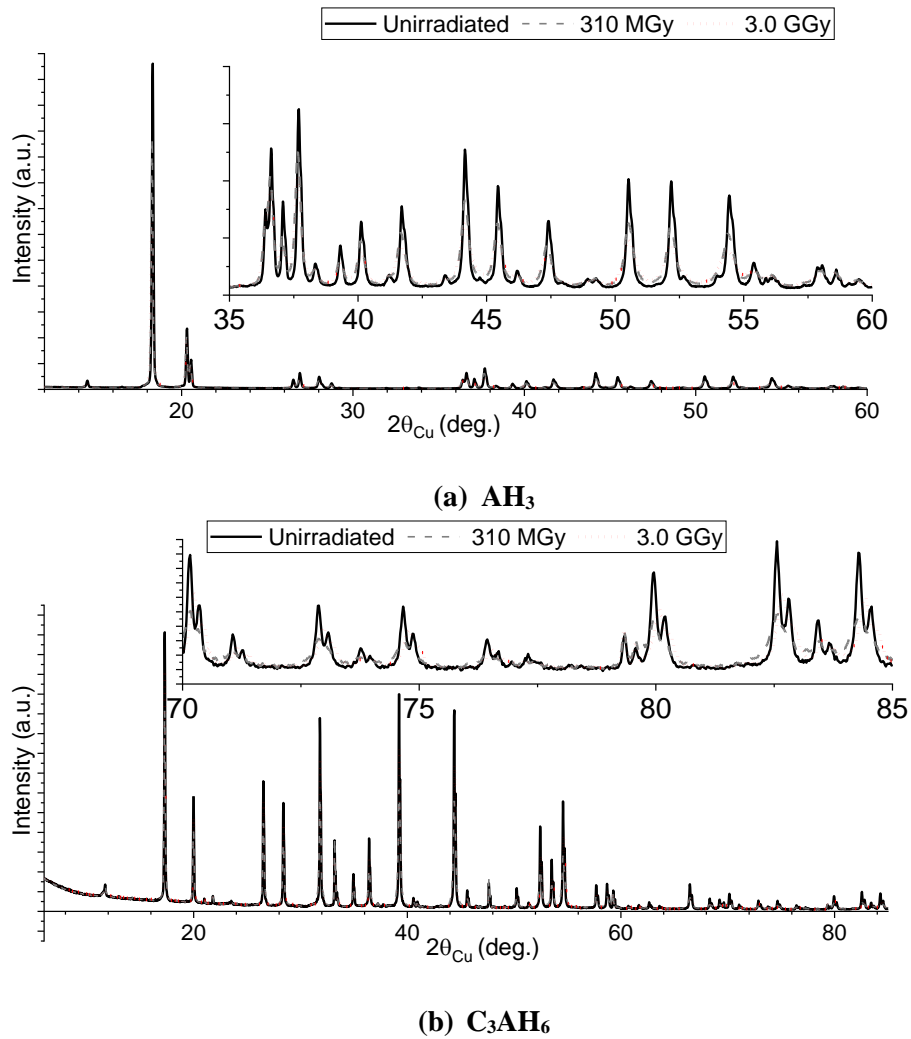 Unirradiated 310 MGy 3.0 GGy
Intensity (a.u.)
35 40 45 50 55 60
20 30 40 50 60
2θCu (deg.)
(a) AH3
Unirradiated 310 MGy 3.0 GGy
Intensity (a.u.)
70 75 80 85
20 40 60 80
2θCu (deg.)
(b) C3AH6